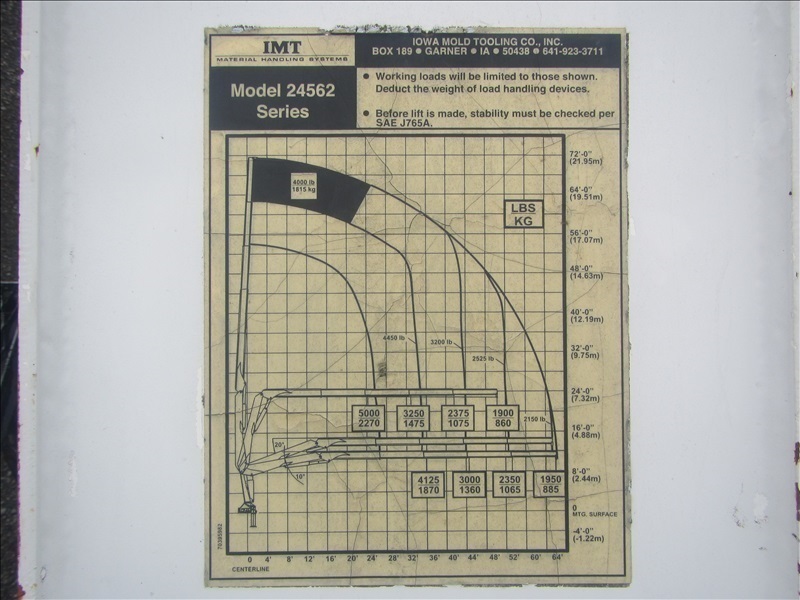 IMT
MATERIAL HANDLING SYSTEMS
IOWA MOLD TOOLING CO., INC.
BOX 189 ● GARNER ● IA ● 50438 ● 641-923-3711
Model 24562
Series
● Working loads will be limited to those shown.
Deduct the weight of load handling devices.
● Before lift is made, stability must be checked per
SAE J765A.
72'-0"
(21.95m)
4000 lb
1815 kg
64'-0"
(19.51m)
LBS
KG
56'-0"
(17.07m)
48'-0"
(14.63m)
40'-0"
(12.19m)
4450 lb
3200 lb
2525 lb
32'-0"
(9.75m)
24'-0"
(7.32m)
5000
2270
3250
1475
2375
1075
1900
860
2150 lb
16'-0"
(4.88m)
20'
10°
8'-0"
(2.44m)
4125
1870
3000
1360
2350
1065
1950
885
0
MTG. SURFACE
-4'-0"
(-1.22m)
0 4' 8' 12' 16' 20' 24' 28' 32' 36' 40' 44' 48' 52' 60' 64'
CENTERLINE